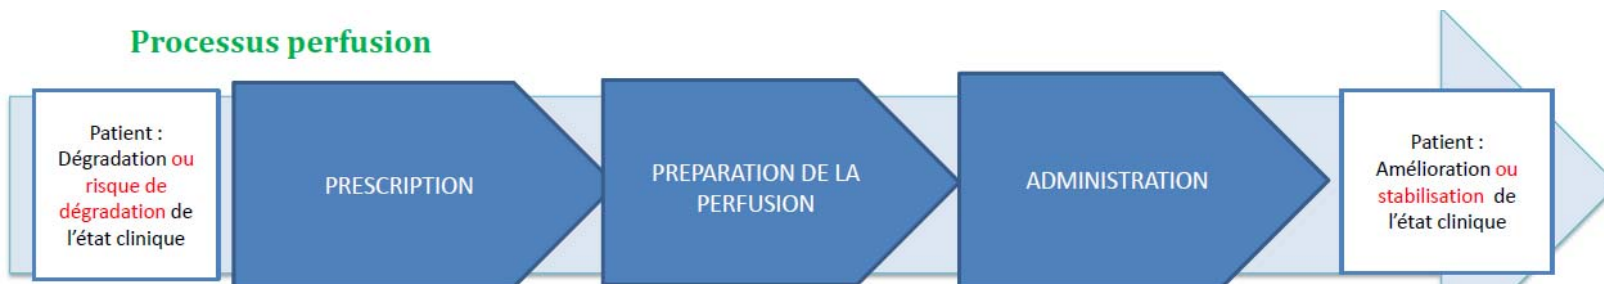 Processus perfusion
Patient :
Dégradation ou
risque de
dégradation de
l'état clinique
PRESCRIPTION
PREPARATION DE LA
PERFUSION
ADMINISTRATION
Patient :
Amélioration ou
stabilisation de
l'état clinique